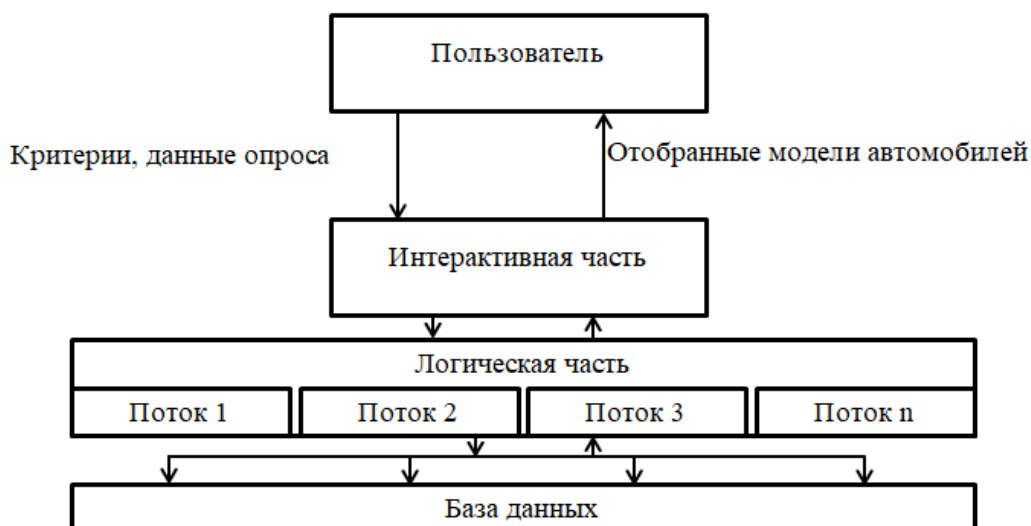 Пользователь
Критерии, данные опроса
Отобранные модели автомобилей
Интерактивная часть
Логическая часть
Поток 1
Поток 2
Поток 3
Поток n
База данных